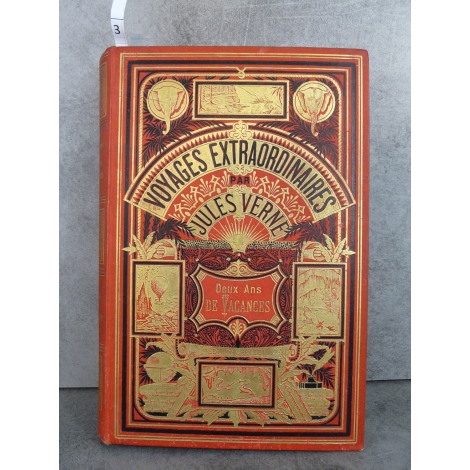 3
VOYAGES EXTRAORDINAIRES
PAR
JULES VERNE
Deux Ans
DE VACANCES